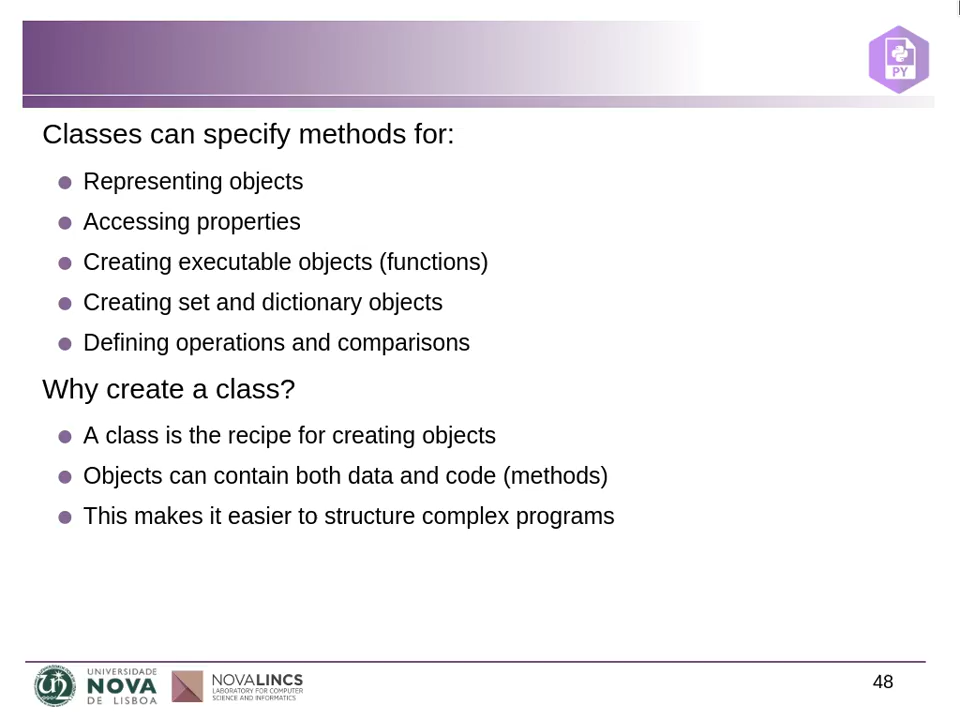 PY
Classes can specify methods for:
Representing objects
Accessing properties
Creating executable objects (functions)
Creating set and dictionary objects
Defining operations and comparisons
Why create a class?
A class is the recipe for creating objects
Objects can contain both data and code (methods)
This makes it easier to structure complex programs
UNIVERSIDADE
NOVA
DE LISBOA
NOVALINCS
LABORATORY FOR COMPUTER
SCIENCE AND INFORMATICS
48